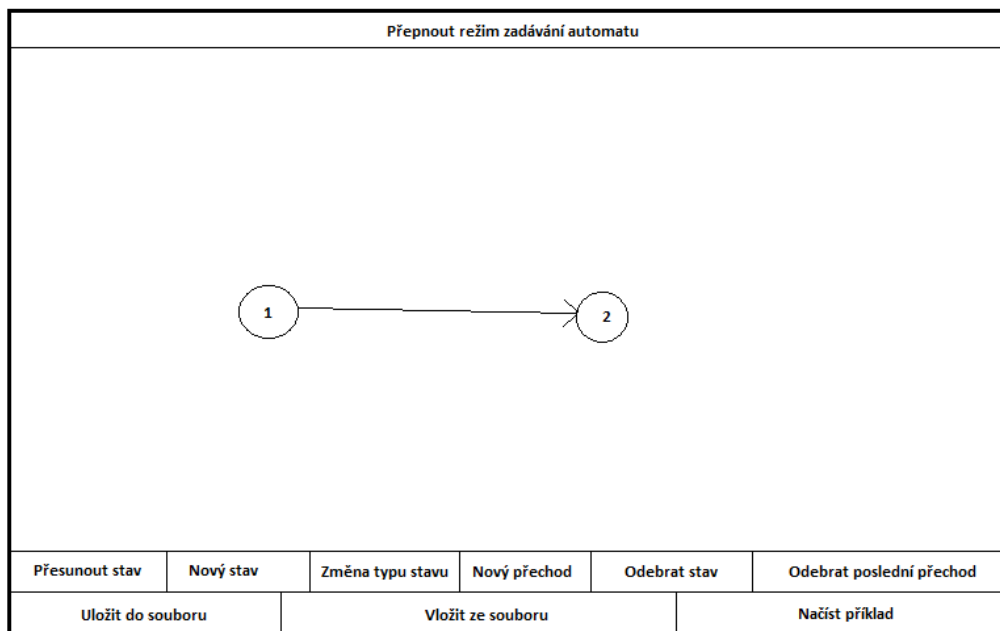 Přepnout režim zadávání automatu
1
2
Přesunout stav
Nový stav
Změna typu stavu
Nový přechod
Odebrat stav
Odebrat poslední přechod
Uložit do souboru
Vložit ze souboru
Načíst příklad